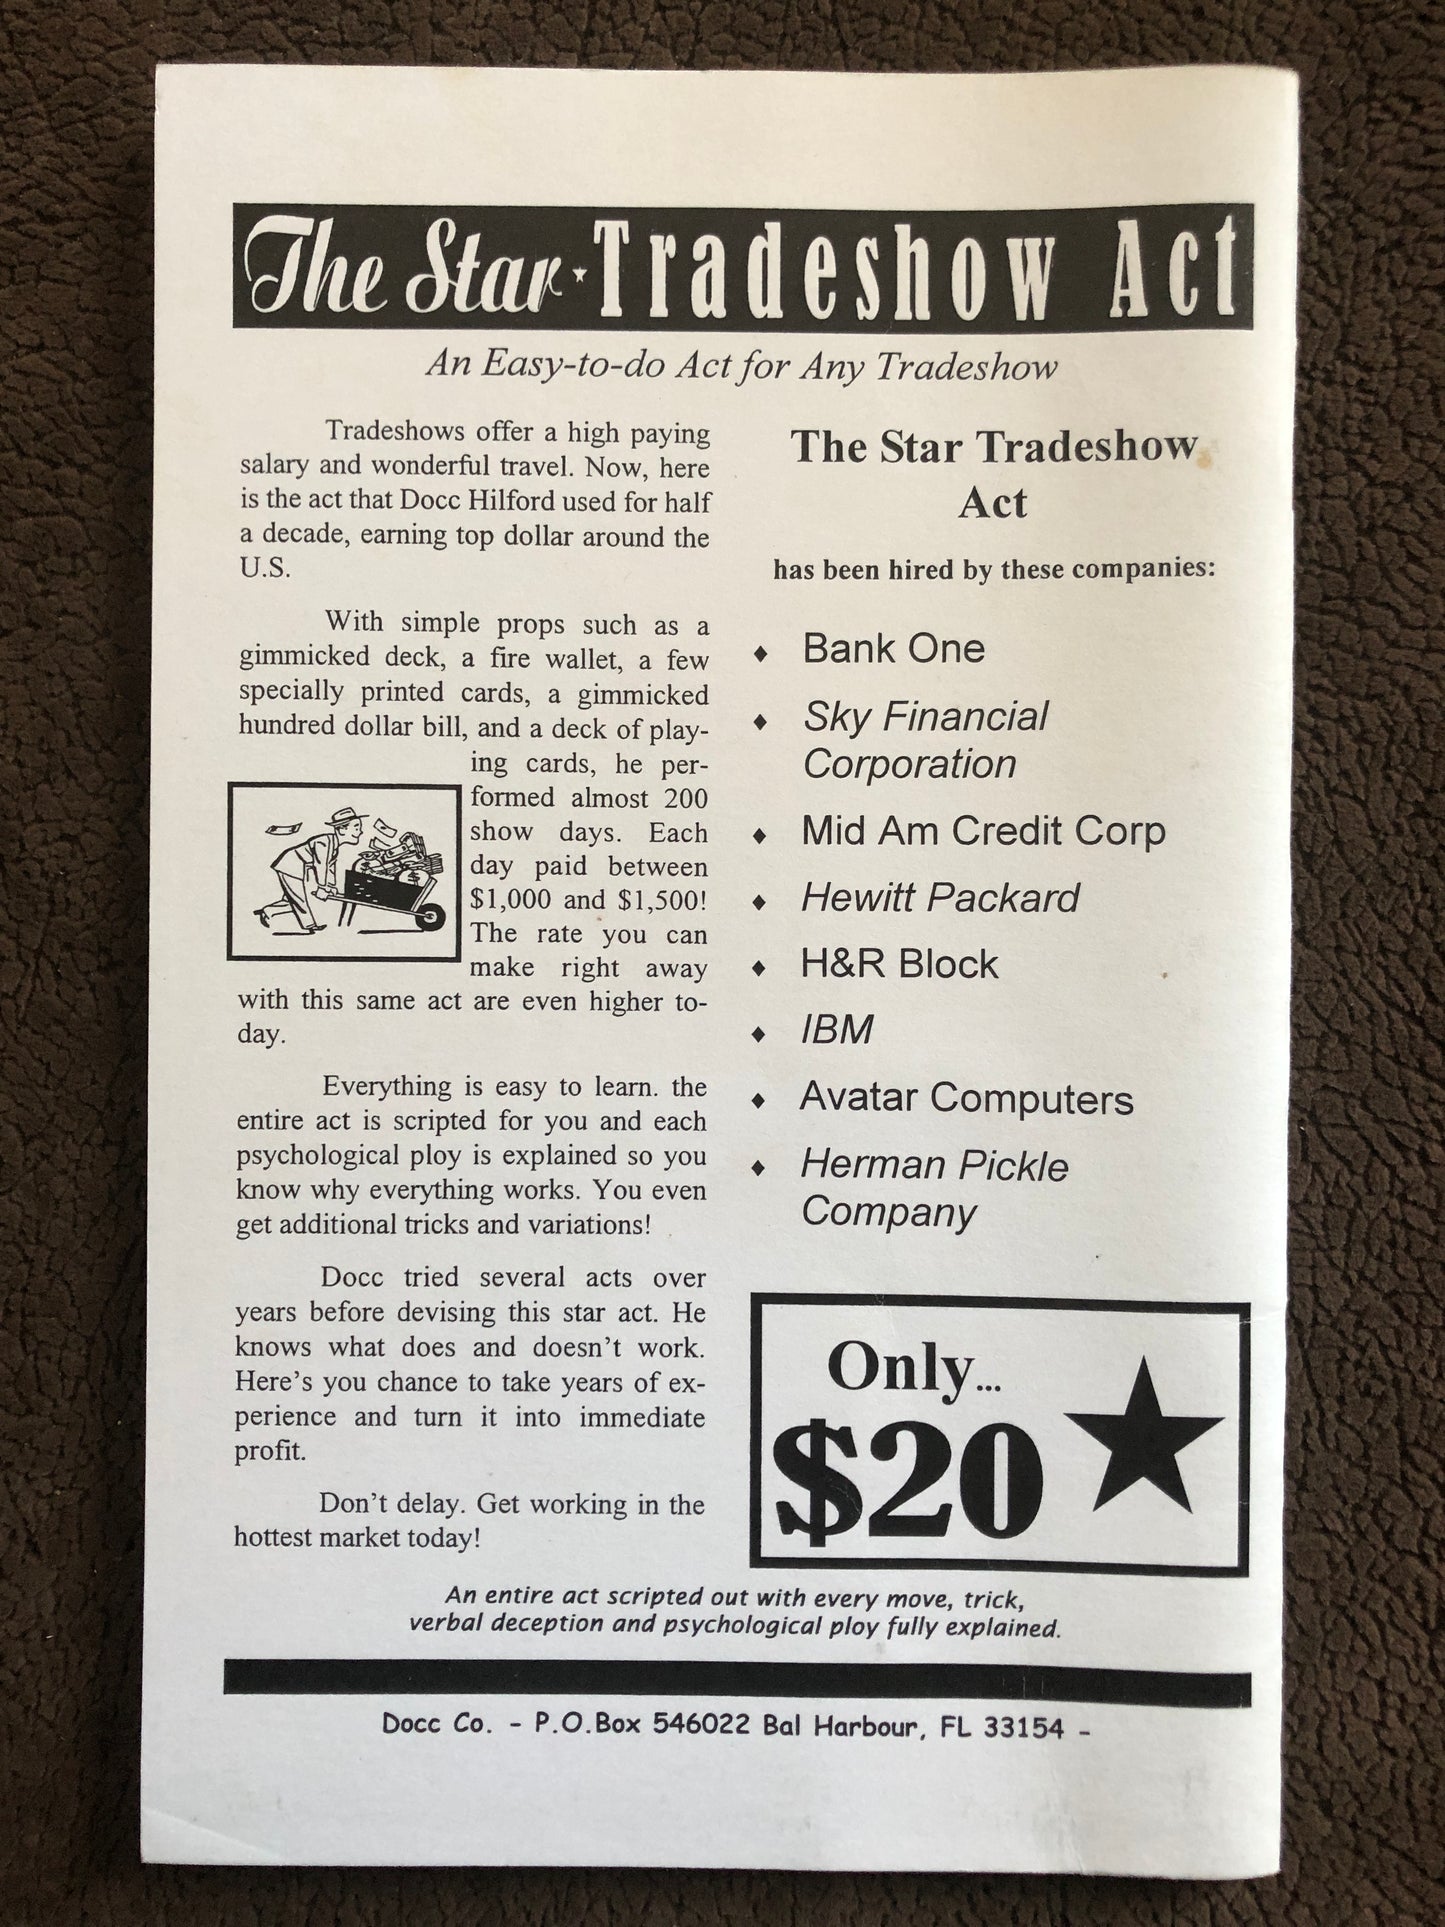 The Star Tradeshow Act
An Easy-to-do Act for Any Tradeshow
Tradeshows offer a high paying
salary and wonderful travel. Now, here
is the act that Docc Hilford used for half
a decade, earning top dollar around the
U.S.
With simple props such as a
gimmicked deck, a fire wallet, a few
specially printed cards, a gimmicked
hundred dollar bill, and a deck of play-
ing cards, he per-
formed almost 200
show days. Each
day paid between
$1,000 and $1,500!
The rate you can
make right away
with this same act are even higher to-
day.
Everything is easy to learn. the
entire act is scripted for you and each
psychological ploy is explained so you
know why everything works. You even
get additional tricks and variations!
Docc tried several acts over
years before devising this star act. He
knows what does and doesn't work.
Here's you chance to take years of ex-
perience and turn it into immediate
profit.
Don't delay. Get working in the
hottest market today!
The Star Tradeshow
Act
has been hired by these companies:
♦ Bank One
♦ Sky Financial
Corporation
♦ Mid Am Credit Corp
♦ Hewitt Packard
♦ H&R Block
♦ IBM
♦ Avatar Computers
♦ Herman Pickle
Company
Only...
$20
An entire act scripted out with every move, trick,
verbal deception and psychological ploy fully explained.
Docc Co. - P.O.Box 546022 Bal Harbour, FL 33154 -